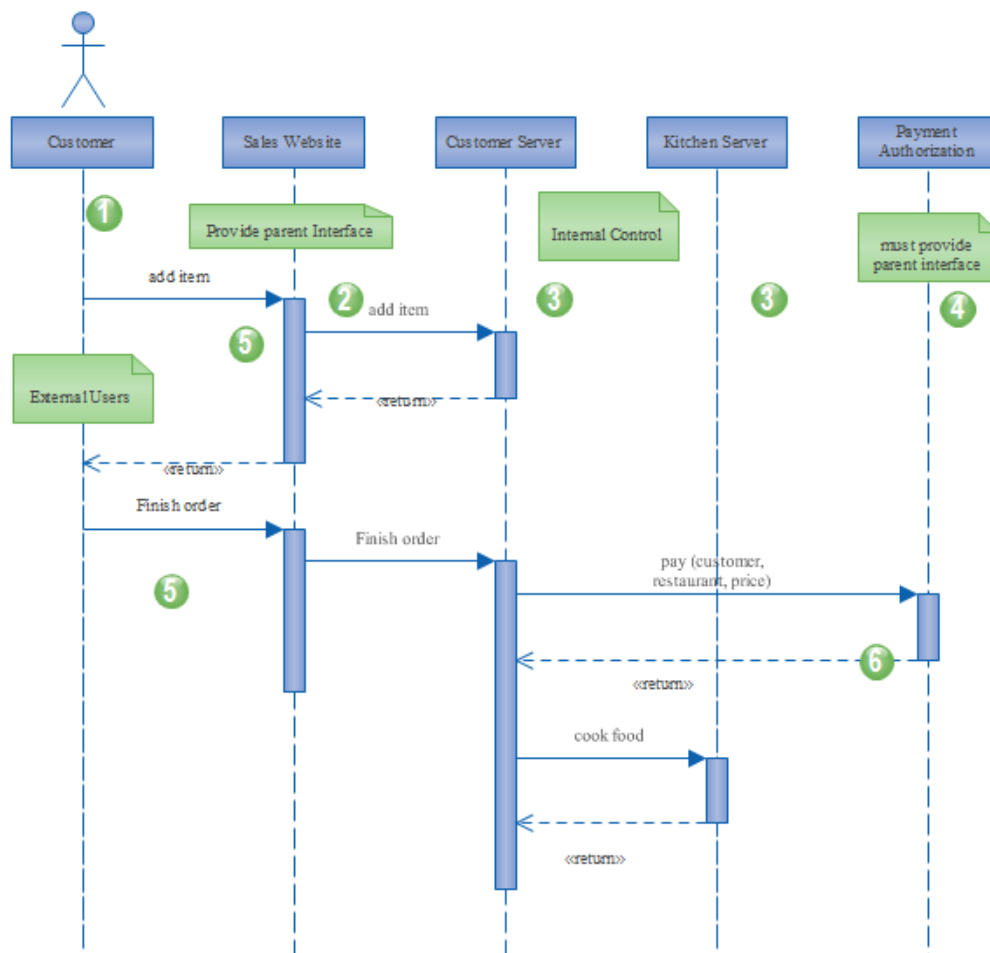 Customer
Sales Website
Customer Server
Kitchen Server
Payment
Authorization
1
Provide parent Interface
Internal Control
must provide
parent interface
add item
2
3
3
4
add item
5
External Users
«return»
«return»
Finish order
Finish order
pay (customer,
restaurant, price)
5
6
«return»
cook food
«return»